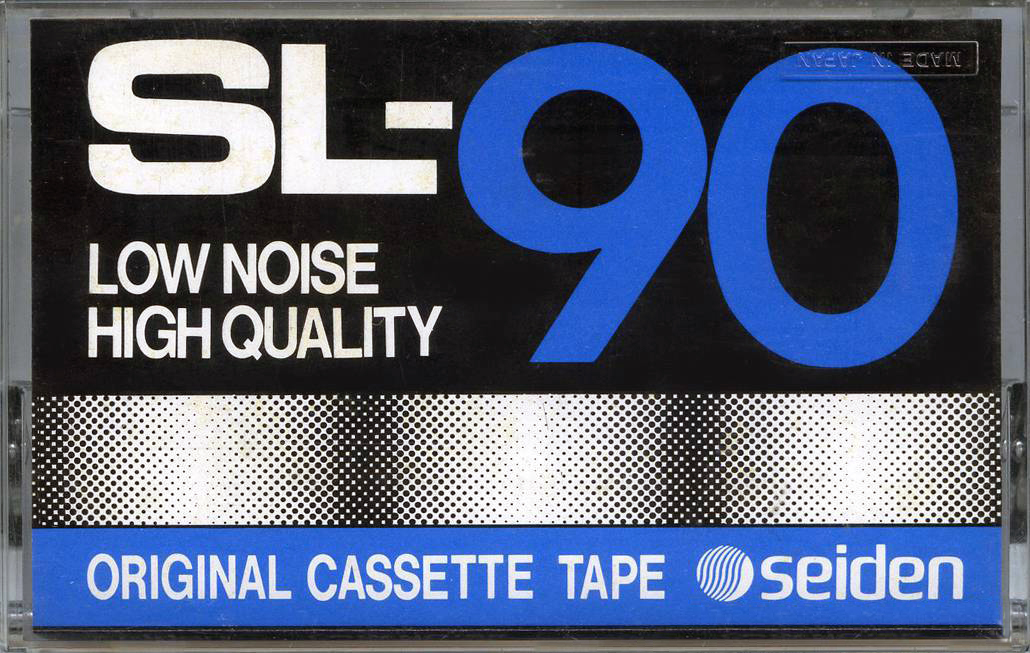 SL-90
MADE IN JAPAN
LOW NOISE
HIGH QUALITY
ORIGINAL CASSETTE TAPE seiden